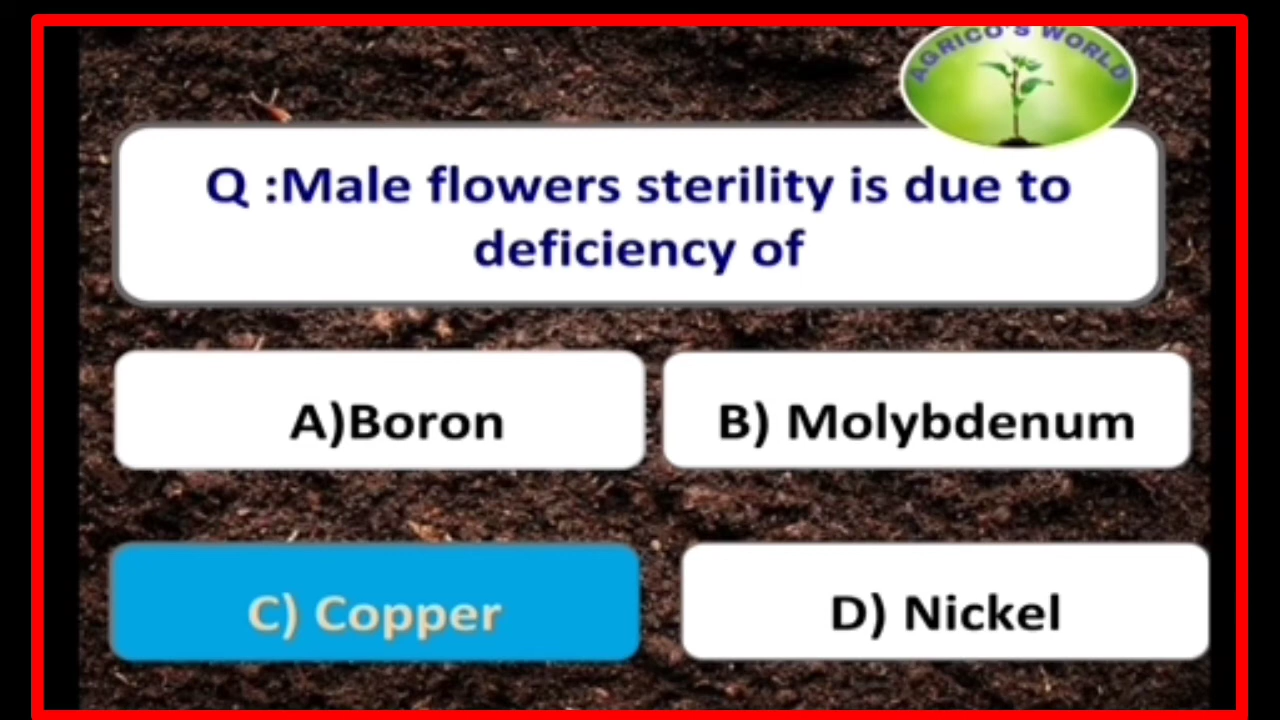 AGRICO'S WORLD
Q :Male flowers sterility is due to
deficiency of
A)Boron
B) Molybdenum
C) Copper
D) Nickel